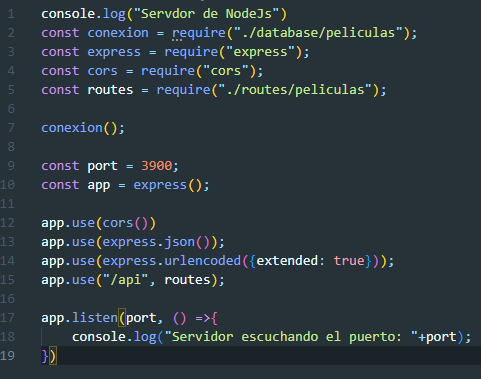 1 console.log("Servdor de NodeJs")
2 const conexion = require("./database/peliculas");
3 const express = require("express");
4 const cors = require("cors");
5 const routes = require("./routes/peliculas");
6
7 conexion();
8
9 const port = 3900;
10 const app = express();
11
12 app.use(cors())
13 app.use(express.json());
14 app.use(express.urlencoded({extended: true}));
15 app.use("/api", routes);
16
17 app.listen(port, () =>{
18     console.log("Servidor escuchando el puerto: "+port);
19 })